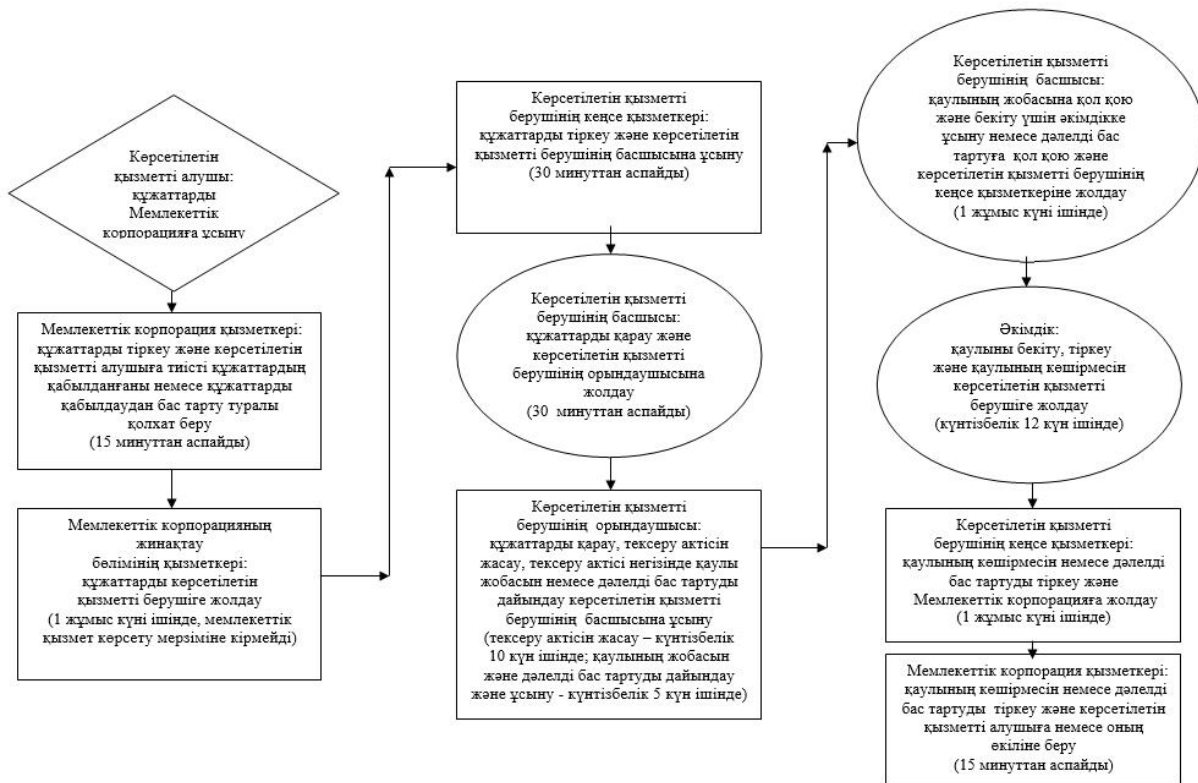 Көрсетілетін
қызметті алушы:
құжаттарды
Мемлекеттік
корпорацияға ұсыну
Мемлекеттік корпорация қызметкері:
құжаттарды тіркеу және көрсетілетін
қызметті алушыға тиісті құжаттардың
қабылданғаны немесе құжаттарды
қабылдаудан бас тарту туралы
қолхат беру
(15 минуттан аспайды)
Мемлекеттік корпорацияның
жинақтау
бөлімінің қызметкері:
құжаттарды көрсетілетін
қызметті берушіге жолдау
(1 жұмыс күні ішінде, мемлекеттік
қызмет көрсету мерзіміне кірмейді)
Көрсетілетін қызметті
берушінің кеңсе қызметкері:
құжаттарды тіркеу және көрсетілетін
қызметті берушінің басшысына ұсыну
(30 минуттан аспайды)
Көрсетілетін қызметті
берушінің басшысы:
құжаттарды қарау және
көрсетілетін қызметті
берушінің орындаушысына
жолдау
(30 минуттан аспайды)
Көрсетілетін қызметті
берушінің орындаушысы:
құжаттарды қарау, тексеру актісін
жасау, тексеру актісі негізінде қаулы
жобасын немесе дәлелді бас тартуды
дайындау көрсетілетін қызметті
берушінің басшысына ұсыну
(тексеру актісін жасау – күнтізбелік
10 күн ішінде; қаулының жобасын
және дәлелді бас тартуды дайындау
және ұсыну - күнтізбелік 5 күн ішінде)
Көрсетілетін қызметті
берушінің басшысы:
қаулының жобасына қол қою
және бекіту үшін әкімдікке
ұсыну немесе дәлелді бас
тартуға қол қою және
көрсетілетін қызметті берушінің
кеңсе қызметкеріне жолдау
(1 жұмыс күні ішінде)
Әкімдік:
қаулыны бекіту, тіркеу
және қаулының көшірмесін
көрсетілетін қызметті
берушіге жолдау
(күнтізбелік 12 күн ішінде)
Көрсетілетін қызметті
берушінің кеңсе қызметкері:
қаулының көшірмесін немесе дәлелді
бас тартуды тіркеу және
Мемлекеттік корпорацияға жолдау
(1 жұмыс күні ішінде)
Мемлекеттік корпорация қызметкері:
қаулының көшірмесін немесе дәлелді
бас тартуды тіркеу және көрсетілетін
қызметті алушыға немесе оның
өкіліне беру
(15 минуттан аспайды)